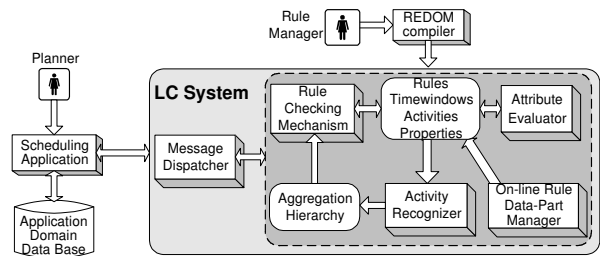 Rule
Manager
REDOM
compiler
Planner
LC System
Rule
Checking
Mechanism
Rules
Timewindows
Activities
Properties
Attribute
Evaluator
Scheduling
Application
Message
Dispatcher
Aggregation
Hierarchy
Activity
Recognizer
On-line Rule
Data-Part
Manager
Application
Domain
Data Base